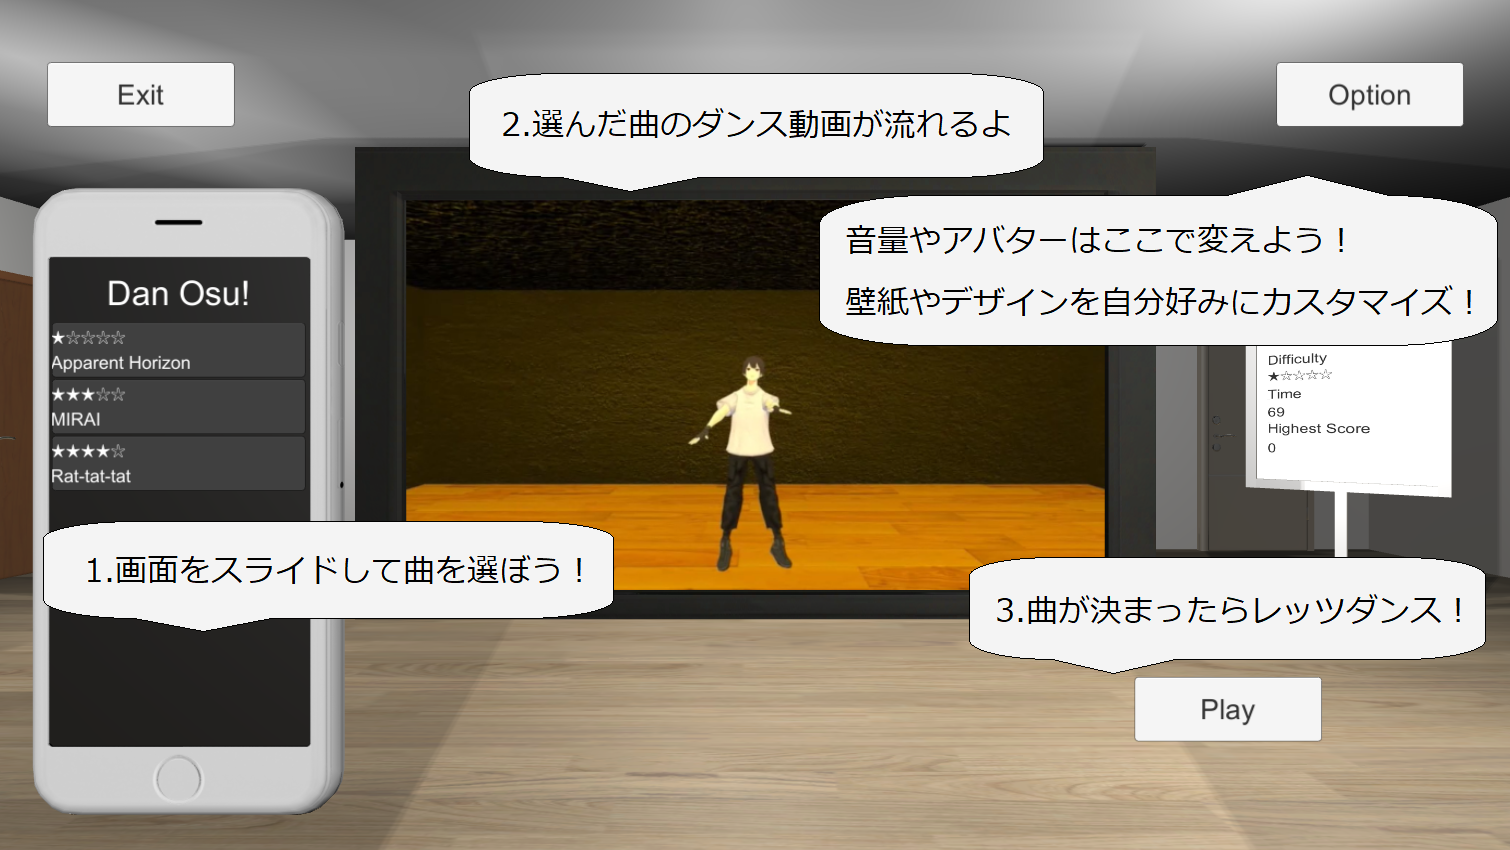 Exit
Option
2.選んだ曲のダンス動画が流れるよ
音量やアバターはここで変えよう！
壁紙やデザインを自分好みにカスタマイズ！
Dan Osu!
★☆☆☆☆
Apparent Horizon
★★★☆☆
MIRAI
★★★★☆
Rat-tat-tat
Difficulty
★☆☆☆☆
Time
69
Highest Score
0
1.画面をスライドして曲を選ぼう！
3.曲が決まったらレッツダンス！
Play